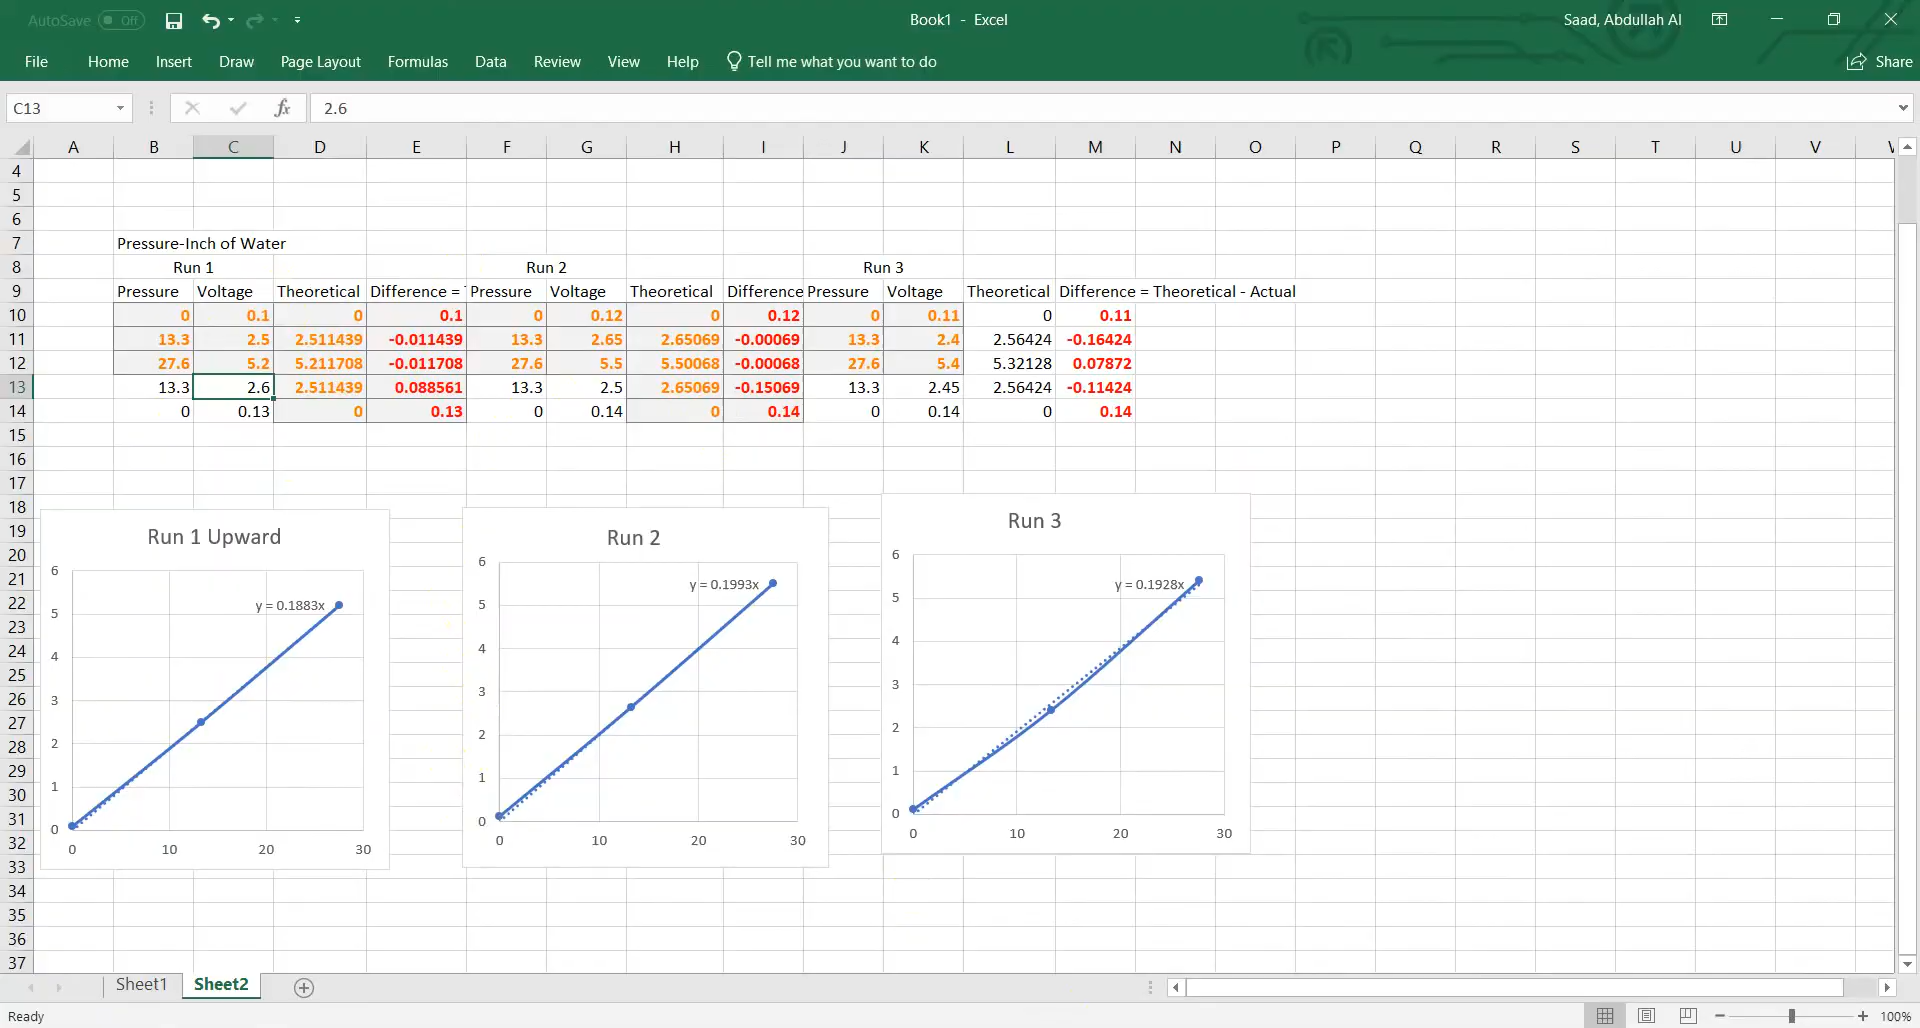 AutoSave Off Book1 - Excel Saad, Abdullah Al
File Home Insert Draw Page Layout Formulas Data Review View Help Tell me what you want to do Share
C13 fx 2.6
A B C D E F G H I J K L M N O P Q R S T U V
4
5
6
7 Pressure-Inch of Water
8 Run 1 Run 2 Run 3
9 Pressure Voltage Theoretical Difference = Pressure Voltage Theoretical Difference Pressure Voltage Theoretical Difference = Theoretical - Actual
10 0 0.1 0 0.1 0 0.12 0 0.12 0 0.11 0 0.11
11 13.3 2.5 2.511439 -0.011439 13.3 2.65 2.65069 -0.00069 13.3 2.4 2.56424 -0.16424
12 27.6 5.2 5.211708 -0.011708 27.6 5.5 5.50068 -0.00068 27.6 5.4 5.32128 0.07872
13 13.3 2.6 2.511439 0.088561 13.3 2.5 2.65069 -0.15069 13.3 2.45 2.56424 -0.11424
14 0 0.13 0 0.13 0 0.14 0 0.14 0 0.14 0 0.14
15
16
17
18
19
20
21
22
23
24
25
26
27
28
29
30
31
32
33
34
35
36
37
Run 1 Upward
y = 0.1883x
6
5
4
3
2
1
0
0 10 20 30
Run 2
y = 0.1993x
6
5
4
3
2
1
0
0 10 20 30
Run 3
y = 0.1928x
6
5
4
3
2
1
0
0 10 20 30
Sheet1 Sheet2
Ready 100%